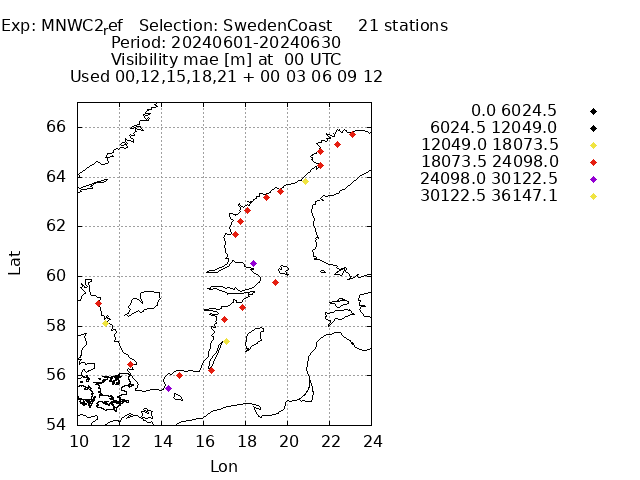 Exp: MNWC2ref Selection: SwedenCoast 21 stations
Period: 20240601-20240630
Visibility mae [m] at 00 UTC
Used 00,12,15,18,21 + 00 03 06 09 12
0.0 6024.5
6024.5 12049.0
12049.0 18073.5
18073.5 24098.0
24098.0 30122.5
30122.5 36147.1
66
64
62
60
58
56
54
Lat
10 12 14 16 18 20 22 24
Lon